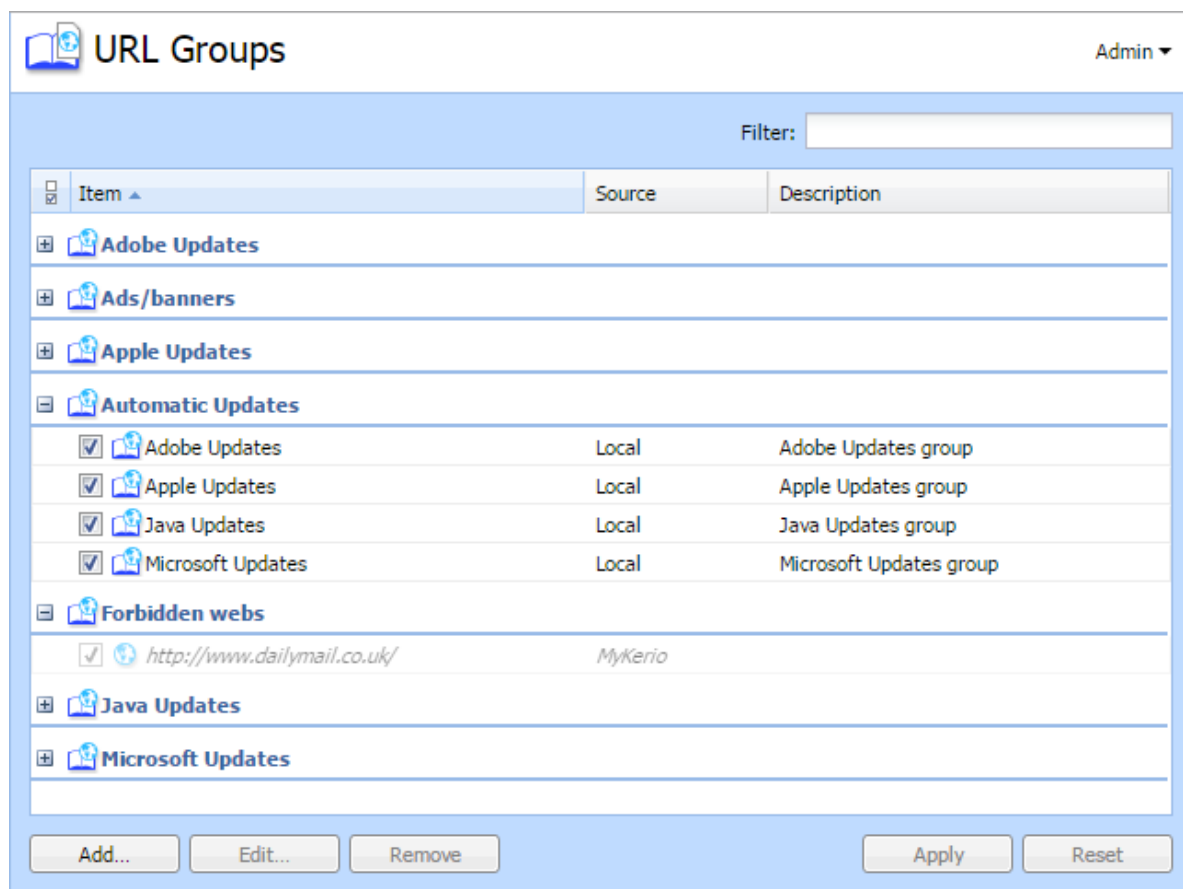 URL Groups
Admin
Filter:
Item Source Description
Adobe Updates
Ads/banners
Apple Updates
Automatic Updates
Adobe Updates Local Adobe Updates group
Apple Updates Local Apple Updates group
Java Updates Local Java Updates group
Microsoft Updates Local Microsoft Updates group
Forbidden webs
http://www.dailymail.co.uk/ MyKerio
Java Updates
Microsoft Updates
Add... Edit... Remove Apply Reset